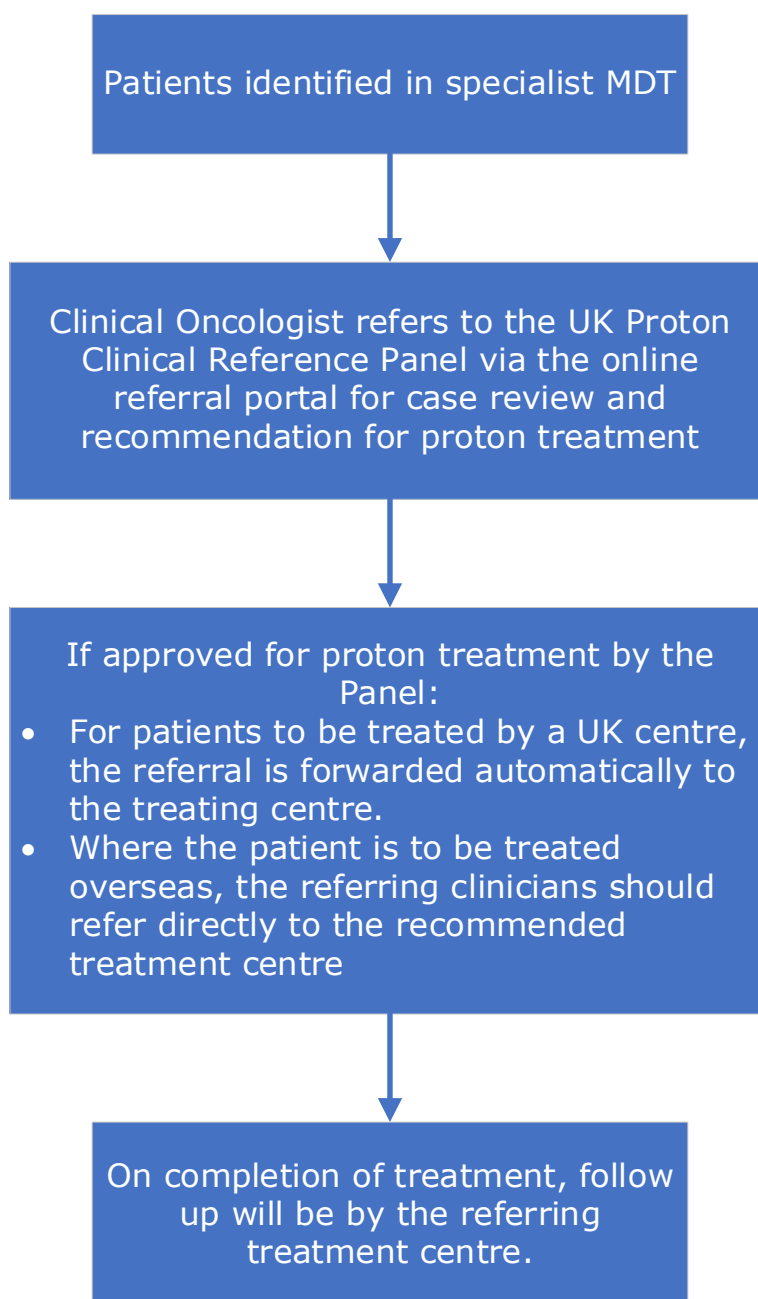 Patients identified in specialist MDT
Clinical Oncologist refers to the UK Proton
Clinical Reference Panel via the online
referral portal for case review and
recommendation for proton treatment
If approved for proton treatment by the
Panel:
• For patients to be treated by a UK centre,
the referral is forwarded automatically to
the treating centre.
• Where the patient is to be treated
overseas, the referring clinicians should
refer directly to the recommended
treatment centre
On completion of treatment, follow
up will be by the referring
treatment centre.